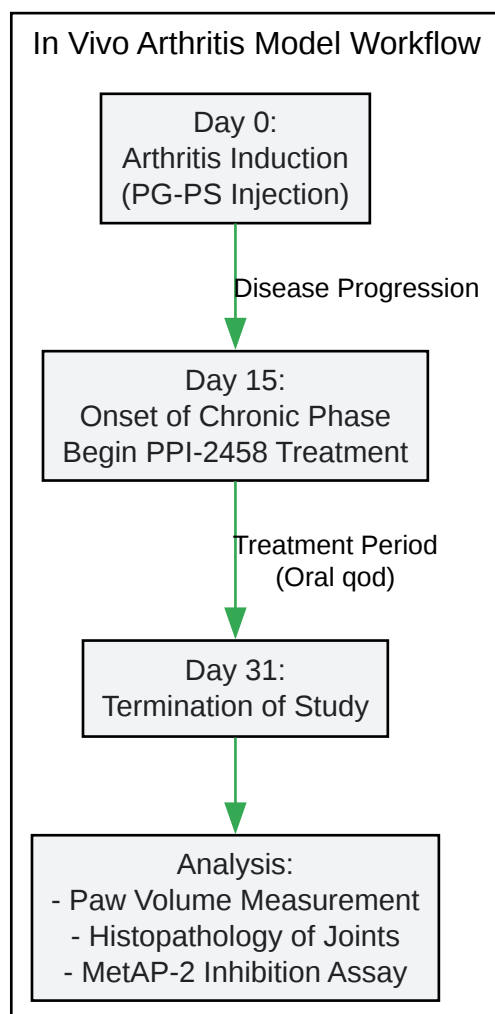 In Vivo Arthritis Model Workflow
Day 0:
Arthritis Induction
(PG-PS Injection)
Disease Progression
Day 15:
Onset of Chronic Phase
Begin PPI-2458 Treatment
Treatment Period
(Oral qod)
Day 31:
Termination of Study
Analysis:
- Paw Volume Measurement
- Histopathology of Joints
- MetAP-2 Inhibition Assay